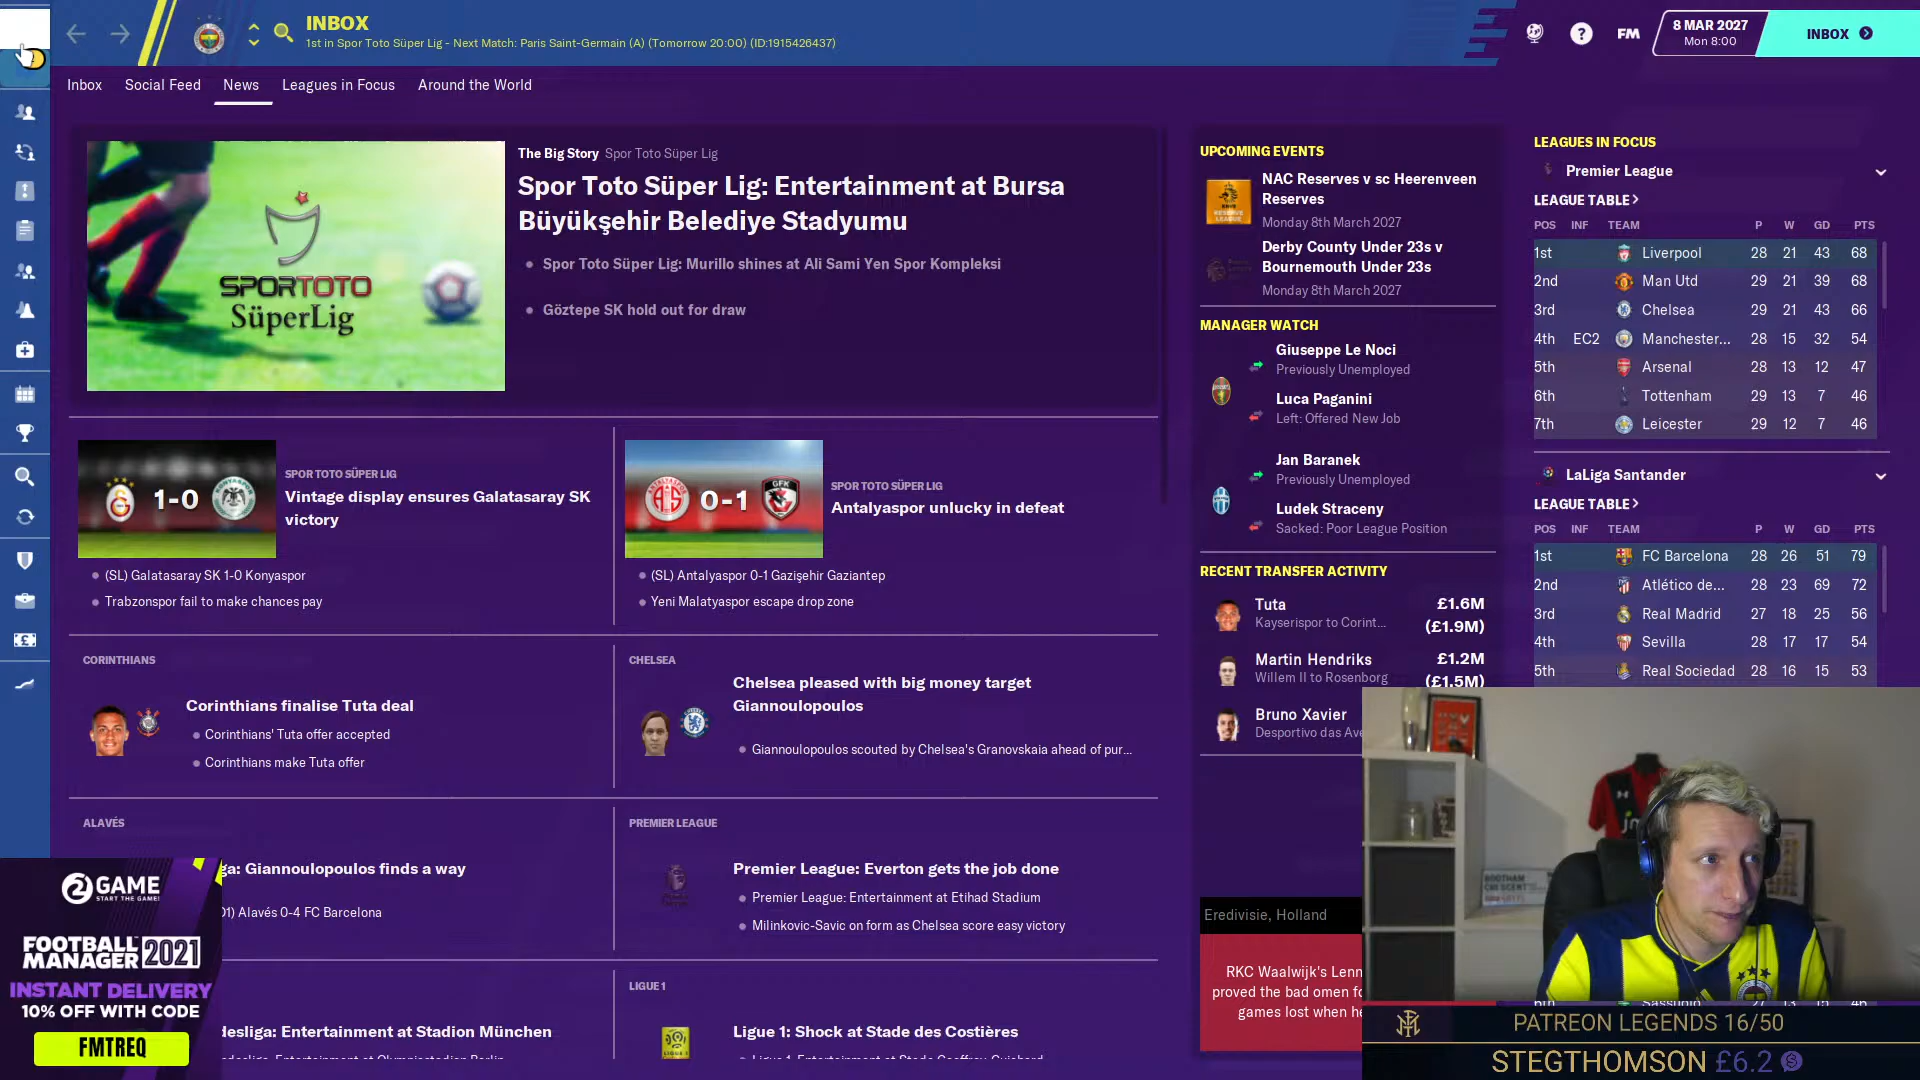 INBOX
1st in Spor Toto Süper Lig - Next Match: Paris Saint-Germain (A) (Tomorrow 20:00) (ID:1915426437)
?
FM
8 MAR 2027
Mon 8:00
INBOX
Inbox
Social Feed
News
Leagues in Focus
Around the World
SPORTOTO
SüperLig
The Big Story Spor Toto Süper Lig
Spor Toto Süper Lig: Entertainment at Bursa
Büyükşehir Belediye Stadyumu
Spor Toto Süper Lig: Murillo shines at Ali Sami Yen Spor Kompleksi
Göztepe SK hold out for draw
1-0
SPOR TOTO SÜPER LIG
Vintage display ensures Galatasaray SK
victory
(SL) Galatasaray SK 1-0 Konyaspor
Trabzonspor fail to make chances pay
0-1
GFK
SPOR TOTO SÜPER LIG
Antalyaspor unlucky in defeat
(SL) Antalyaspor 0-1 Gazişehir Gaziantep
Yeni Malatyaspor escape drop zone
CORINTHIANS
Corinthians finalise Tuta deal
Corinthians' Tuta offer accepted
Corinthians make Tuta offer
CHELSEA
Chelsea pleased with big money target
Giannoulopoulos
Giannoulopoulos scouted by Chelsea's Granovskaia ahead of pur...
ALAVÉS
ga: Giannoulopoulos finds a way
01) Alavés 0-4 FC Barcelona
PREMIER LEAGUE
Premier League: Everton gets the job done
Premier League: Entertainment at Etihad Stadium
Milinkovic-Savic on form as Chelsea score easy victory
desliga: Entertainment at Stadion München
LIGUE 1
Ligue 1: Shock at Stade des Costières
UPCOMING EVENTS
NAC Reserves v sc Heerenveen
Reserves
Monday 8th March 2027
Derby County Under 23s v
Bournemouth Under 23s
Monday 8th March 2027
MANAGER WATCH
Giuseppe Le Noci
Previously Unemployed
Luca Paganini
Left: Offered New Job
Jan Baranek
Previously Unemployed
Ludek Straceny
Sacked: Poor League Position
RECENT TRANSFER ACTIVITY
Tuta £1.6M
Kayserispor to Corint... (£1.9M)
Martin Hendriks £1.2M
Willem II to Rosenborg (£1.5M)
Bruno Xavier
Desportivo das Ave
Eredivisie, Holland
RKC Waalwijk's Lenn
proved the bad omen fo
games lost when he
LEAGUES IN FOCUS
Premier League
LEAGUE TABLE
POS INF TEAM P W GD PTS
1st Liverpool 28 21 43 68
2nd Man Utd 29 21 39 68
3rd Chelsea 29 21 43 66
4th EC2 Manchester... 28 15 32 54
5th Arsenal 28 13 12 47
6th Tottenham 29 13 7 46
7th Leicester 29 12 7 46
LaLiga Santander
LEAGUE TABLE
POS INF TEAM P W GD PTS
1st FC Barcelona 28 26 51 79
2nd Atlético de... 28 23 69 72
3rd Real Madrid 27 18 25 56
4th Sevilla 28 17 17 54
5th Real Sociedad 28 16 15 53
2GAME
START THE GAME!
FOOTBALL
MANAGER 2021
INSTANT DELIVERY
10% OFF WITH CODE
FMTREQ
PATREON LEGENDS 16/50
STEGTHOMSON £6.2